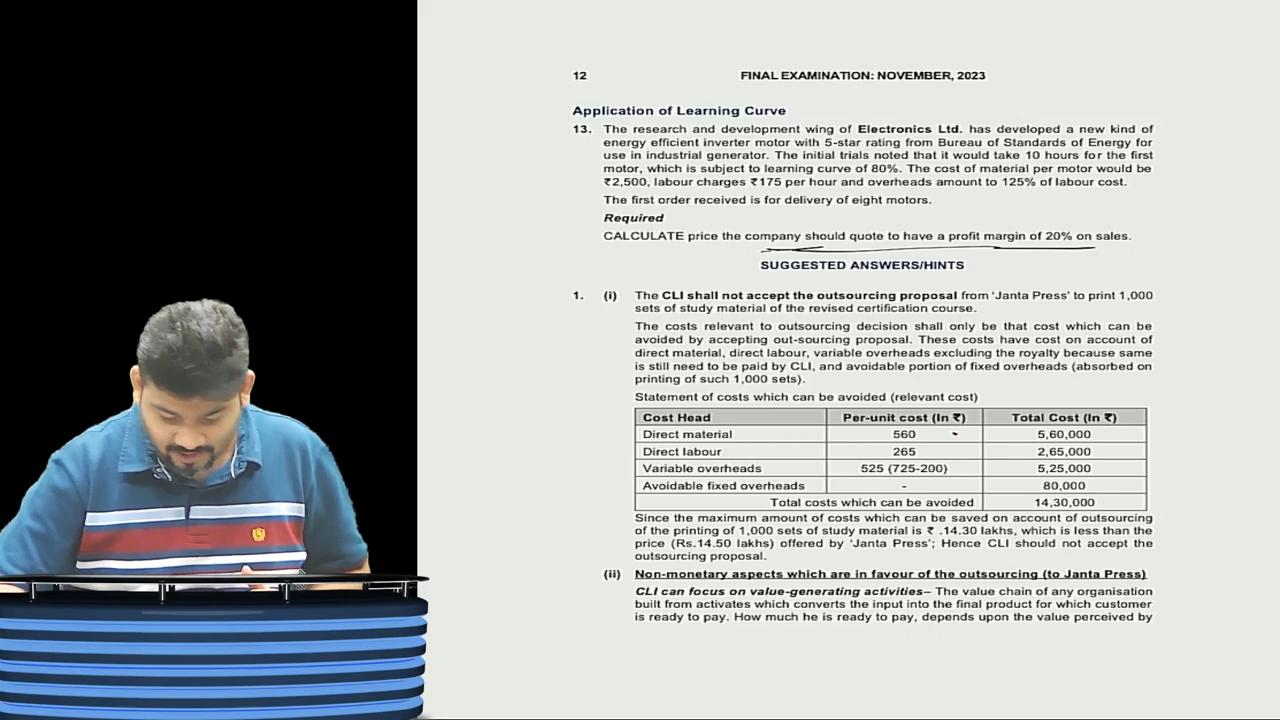 12 FINAL EXAMINATION: NOVEMBER, 2023
Application of Learning Curve
13. The research and development wing of Electronics Ltd. has developed a new kind of
energy efficient inverter motor with 5-star rating from Bureau of Standards of Energy for
use in industrial generator. The initial trials noted that it would take 10 hours for the first
motor, which is subject to learning curve of 80%. The cost of material per motor would be
₹2,500, labour charges ₹175 per hour and overheads amount to 125% of labour cost.
The first order received is for delivery of eight motors.
Required
CALCULATE price the company should quote to have a profit margin of 20% on sales.
SUGGESTED ANSWERS/HINTS
1. (i) The CLI shall not accept the outsourcing proposal from ‘Janta Press’ to print 1,000
sets of study material of the revised certification course.
The costs relevant to outsourcing decision shall only be that cost which can be
avoided by accepting out-sourcing proposal. These costs have cost on account of
direct material, direct labour, variable overheads excluding the royalty because same
is still need to be paid by CLI, and avoidable portion of fixed overheads (absorbed on
printing of such 1,000 sets).
Statement of costs which can be avoided (relevant cost)
Cost Head Per-unit cost (In ₹) Total Cost (In ₹)
Direct material 560 5,60,000
Direct labour 265 2,65,000
Variable overheads 525 (725-200) 5,25,000
Avoidable fixed overheads - 80,000
Total costs which can be avoided 14,30,000
Since the maximum amount of costs which can be saved on account of outsourcing
of the printing of 1,000 sets of study material is ₹ .14.30 lakhs, which is less than the
price (Rs.14.50 lakhs) offered by ‘Janta Press’; Hence CLI should not accept the
outsourcing proposal.
(ii) Non-monetary aspects which are in favour of the outsourcing (to Janta Press)
CLI can focus on value-generating activities– The value chain of any organisation
built from activates which converts the input into the final product for which customer
is ready to pay. How much he is ready to pay, depends upon the value perceived by